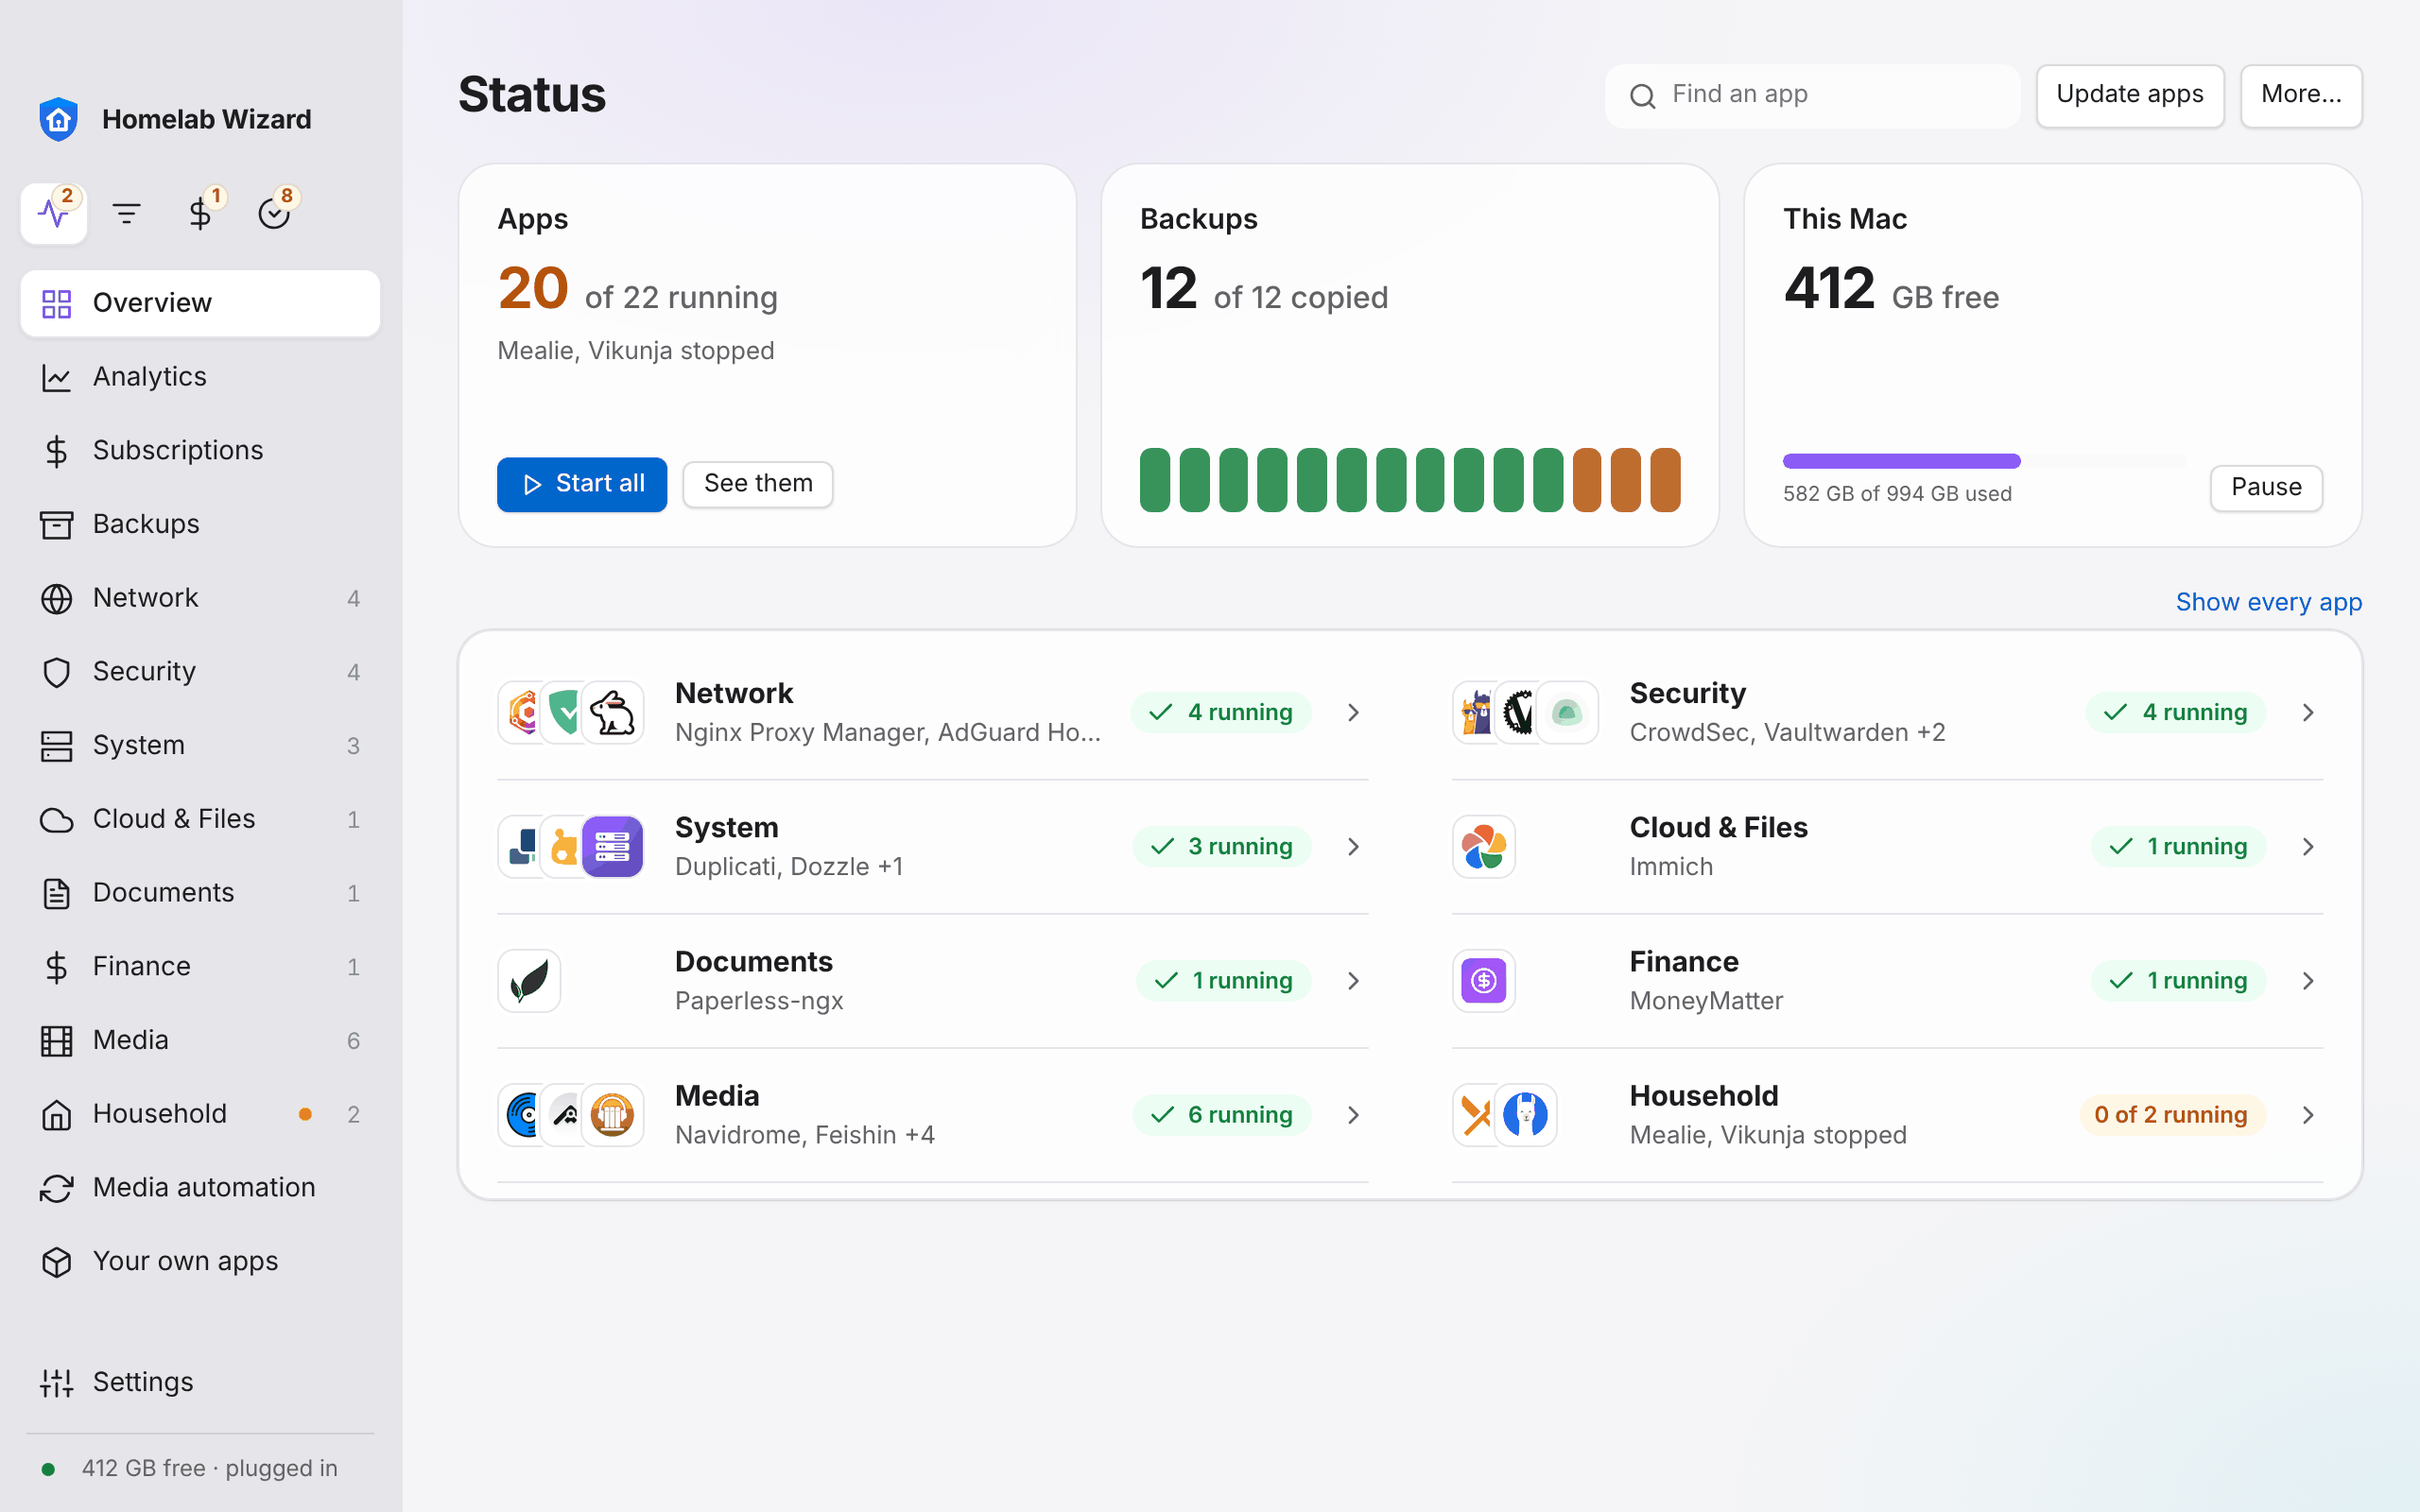 Homelab Wizard
2
1
8
Overview
Analytics
Subscriptions
Backups
Network 4
Security 4
System 3
Cloud & Files 1
Documents 1
Finance 1
Media 6
Household 2
Media automation
Your own apps
Settings
412 GB free · plugged in
Status
Find an app
Update apps
More...
Apps
20 of 22 running
Mealie, Vikunja stopped
Start all
See them
Backups
12 of 12 copied
This Mac
412 GB free
582 GB of 994 GB used
Pause
Show every app
Network
Nginx Proxy Manager, AdGuard Ho...
4 running
Security
CrowdSec, Vaultwarden +2
4 running
System
Duplicati, Dozzle +1
3 running
Cloud & Files
Immich
1 running
Documents
Paperless-ngx
1 running
Finance
MoneyMatter
1 running
Media
Navidrome, Feishin +4
6 running
Household
Mealie, Vikunja stopped
0 of 2 running